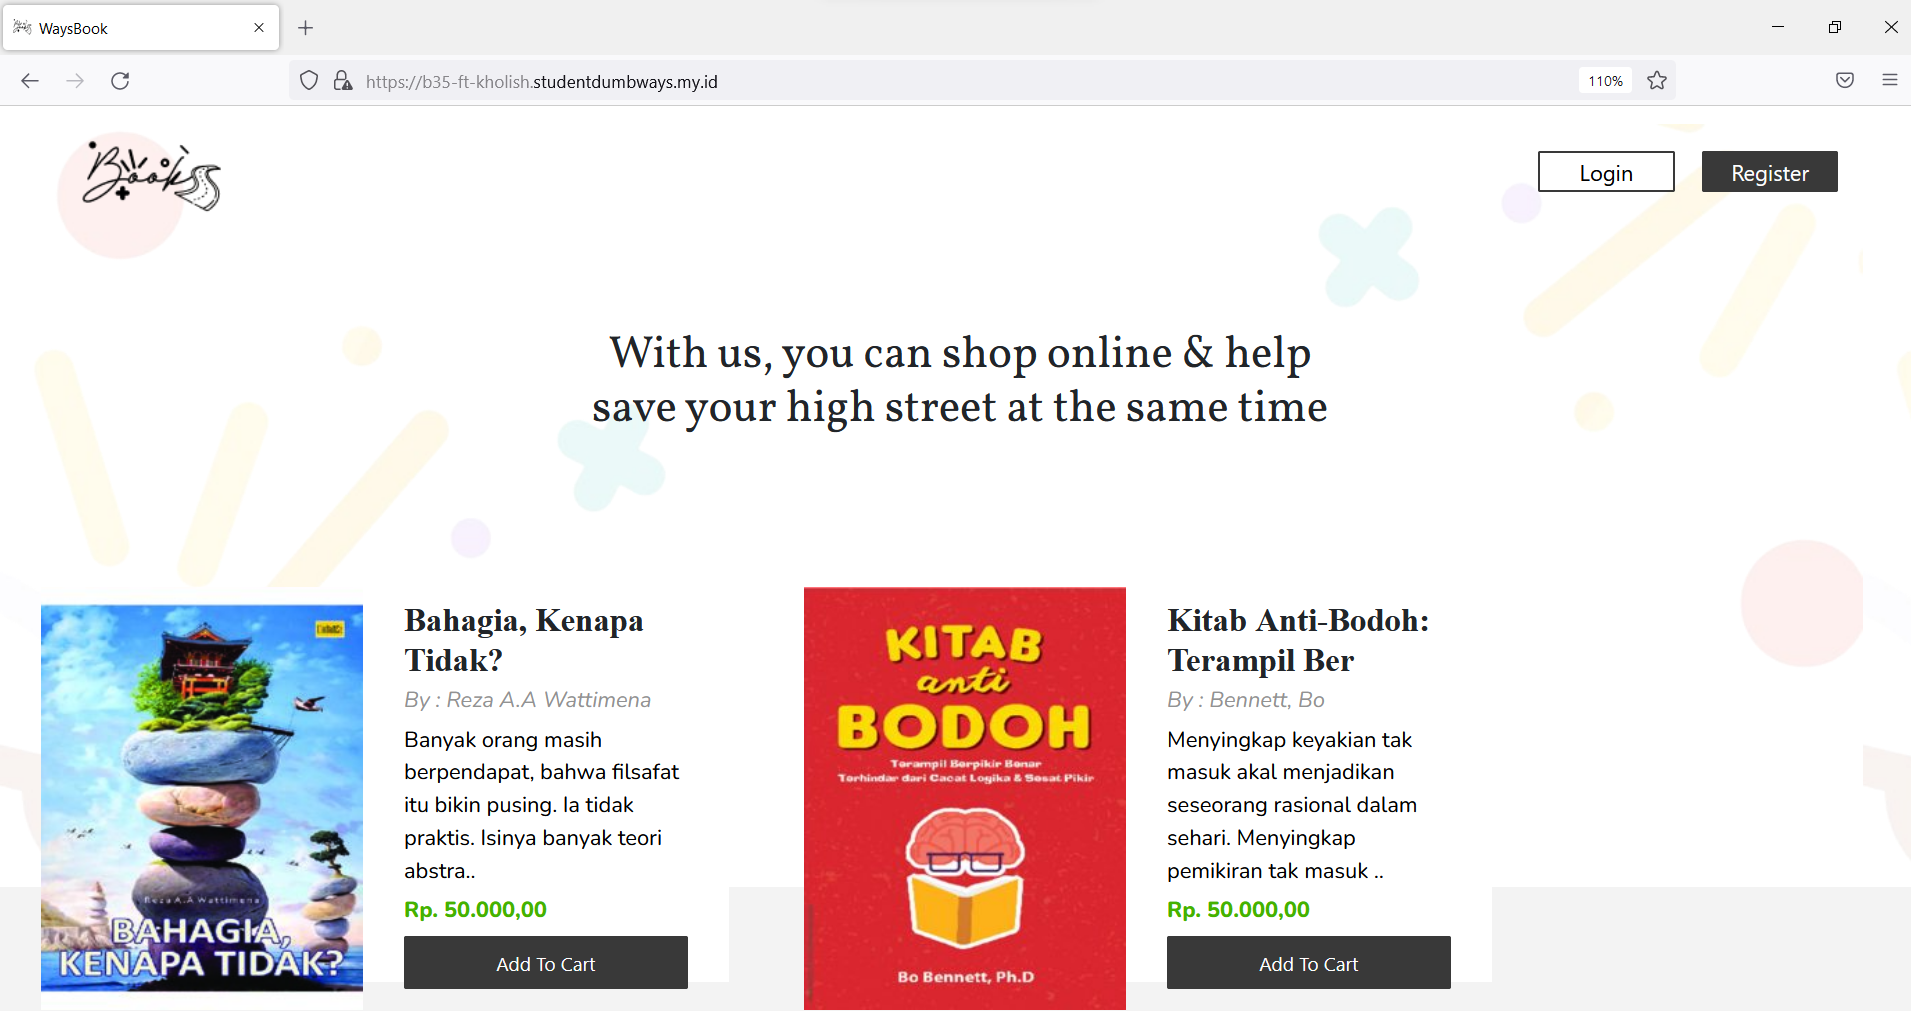 WaysBook
https://b35-ft-kholish.studentdumbways.my.id
110%
Bookss
Login
Register
With us, you can shop online & help
save your high street at the same time
Reza A.A Wattimena
BAHAGIA,
KENAPA TIDAK?
Bahagia, Kenapa
Tidak?
By : Reza A.A Wattimena
Banyak orang masih
berpendapat, bahwa filsafat
itu bikin pusing. Ia tidak
praktis. Isinya banyak teori
abstra..
Rp. 50.000,00
Add To Cart
KITAB
anti
BODOH
Terampil Berpikir Benar
Terhindar dari Cacat Logika & Sesat Pikir
Bo Bennett, Ph.D
Kitab Anti-Bodoh:
Terampil Ber
By : Bennett, Bo
Menyingkap keyakian tak
masuk akal menjadikan
seseorang rasional dalam
sehari. Menyingkap
pemikiran tak masuk ..
Rp. 50.000,00
Add To Cart